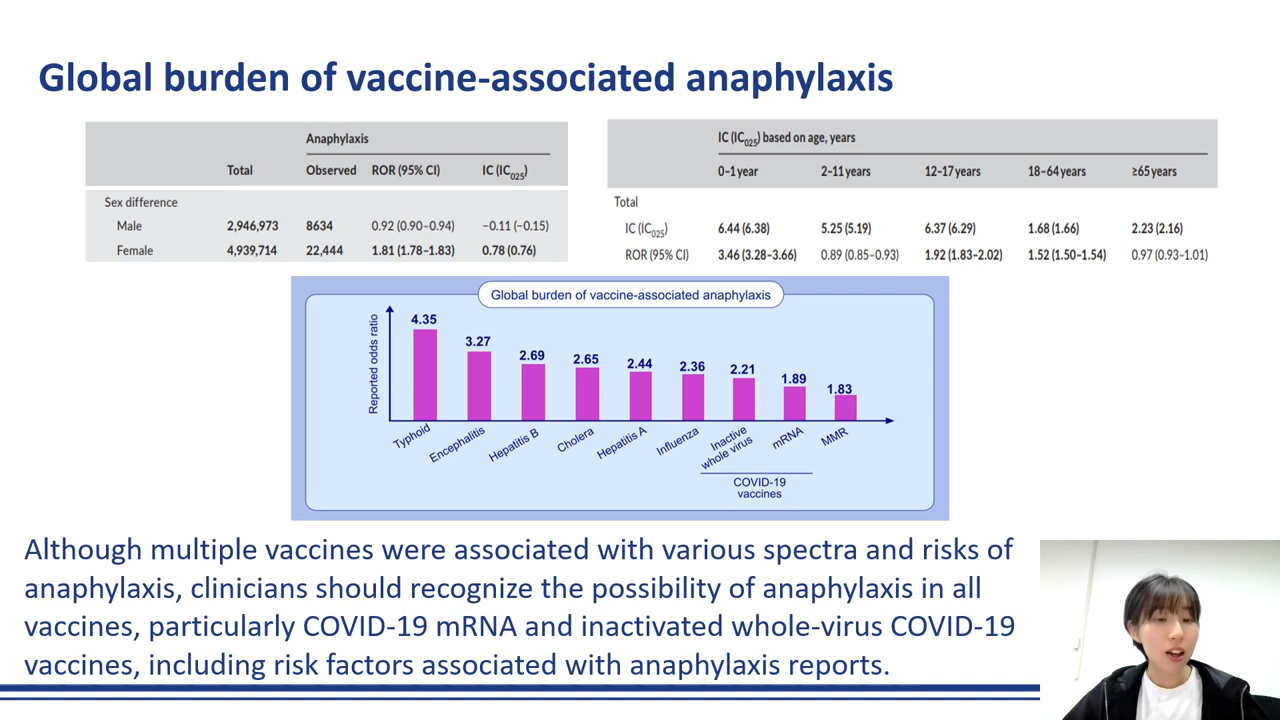 Global burden of vaccine-associated anaphylaxis
Anaphylaxis
Total Observed ROR (95% CI) IC (IC025)
Sex difference
Male 2,946,973 8634 0.92 (0.90–0.94) −0.11 (−0.15)
Female 4,939,714 22,444 1.81 (1.78–1.83) 0.78 (0.76)
IC (IC025) based on age, years
0–1 year 2–11 years 12–17 years 18–64 years ≥65 years
Total
IC (IC025) 6.44 (6.38) 5.25 (5.19) 6.37 (6.29) 1.68 (1.66) 2.23 (2.16)
ROR (95% CI) 3.46 (3.28–3.66) 0.89 (0.85–0.93) 1.92 (1.83–2.02) 1.52 (1.50–1.54) 0.97 (0.93–1.01)
Global burden of vaccine-associated anaphylaxis
Reported odds ratio
4.35 3.27 2.69 2.65 2.44 2.36 2.21 1.89 1.83
Typhoid Encephalitis Hepatitis B Cholera Hepatitis A Influenza Inactive whole virus mRNA MMR
COVID-19
vaccines
Although multiple vaccines were associated with various spectra and risks of
anaphylaxis, clinicians should recognize the possibility of anaphylaxis in all
vaccines, particularly COVID-19 mRNA and inactivated whole-virus COVID-19
vaccines, including risk factors associated with anaphylaxis reports.